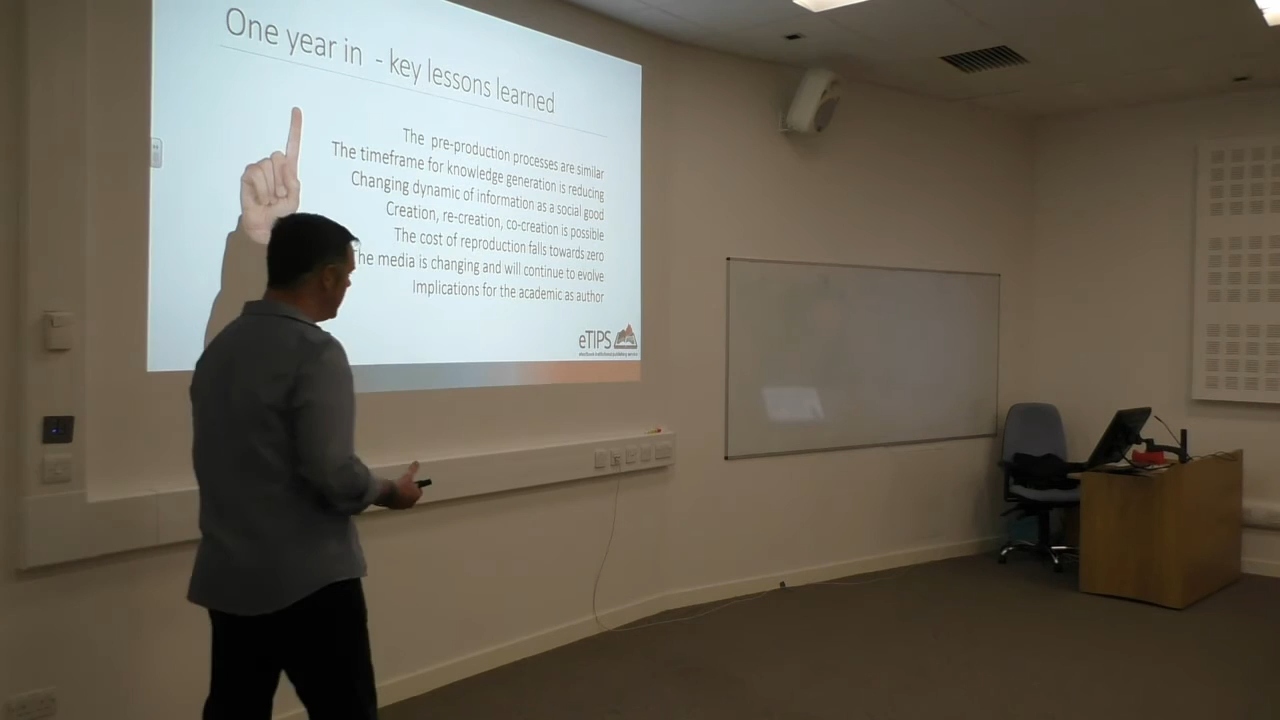 One year in - key lessons learned
The pre-production processes are similar
The timeframe for knowledge generation is reducing
Changing dynamic of information as a social good
Creation, re-creation, co-creation is possible
The cost of reproduction falls towards zero
The media is changing and will continue to evolve
Implications for the academic as author
eTIPS